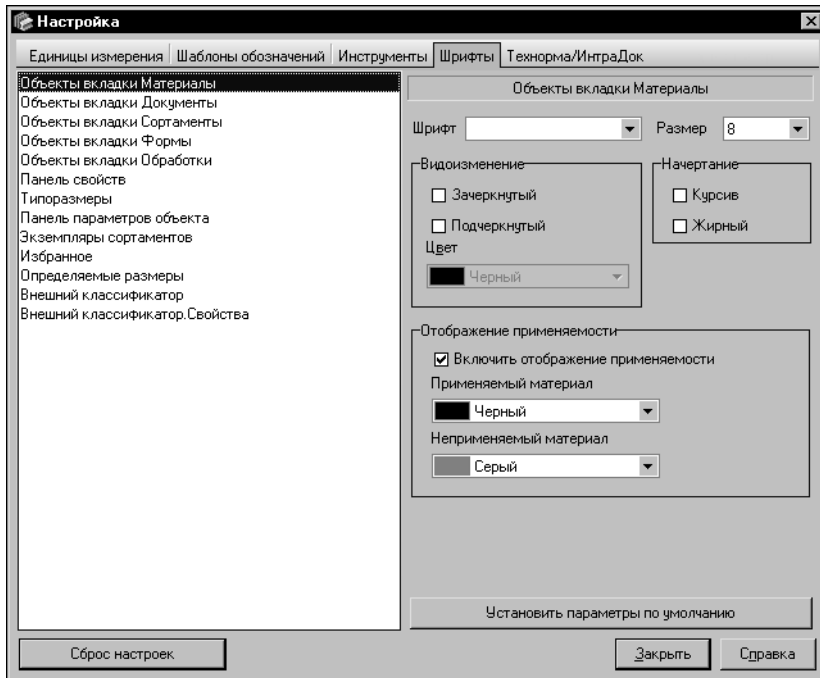 Настройка
Единицы измерения Шаблоны обозначений Инструменты Шрифты Технорма/ИнтраДок
Объекты вкладки Материалы
Объекты вкладки Документы
Объекты вкладки Сортаменты
Объекты вкладки Формы
Объекты вкладки Обработки
Панель свойств
Типоразмеры
Панель параметров объекта
Экземпляры сортаментов
Избранное
Определяемые размеры
Внешний классификатор
Внешний классификатор.Свойства
Объекты вкладки Материалы
Шрифт Размер 8
Видоизменение Начертание
Зачеркнутый Курсив
Подчеркнутый Жирный
Цвет
Черный
Отображение применяемости
Включить отображение применяемости
Применяемый материал
Черный
Неприменяемый материал
Серый
Установить параметры по умолчанию
Сброс настроек Закрыть Справка